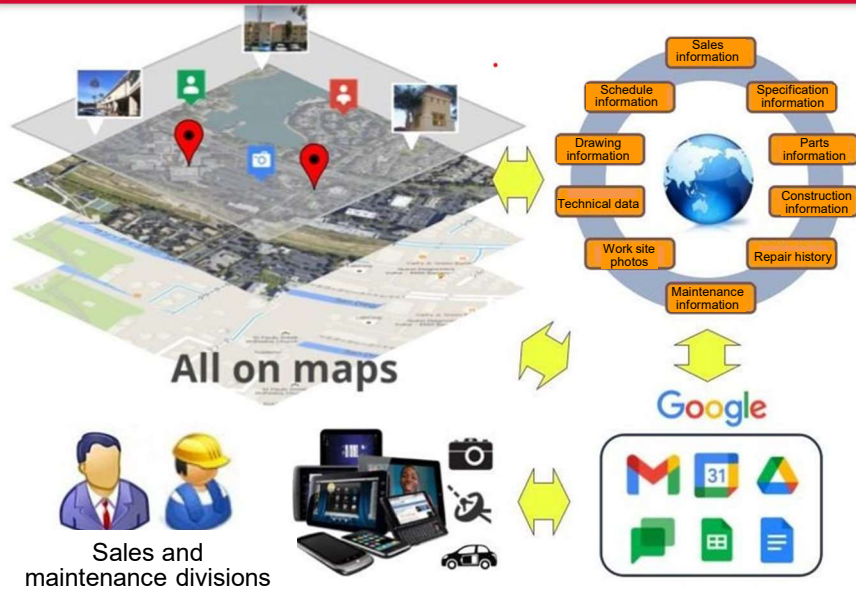 Sales
information
Schedule
information
Specification
information
Drawing
information
Parts
information
Technical data
Construction
information
Work site
photos
Repair history
Maintenance
information
All on maps
Google
31
Sales and
maintenance divisions